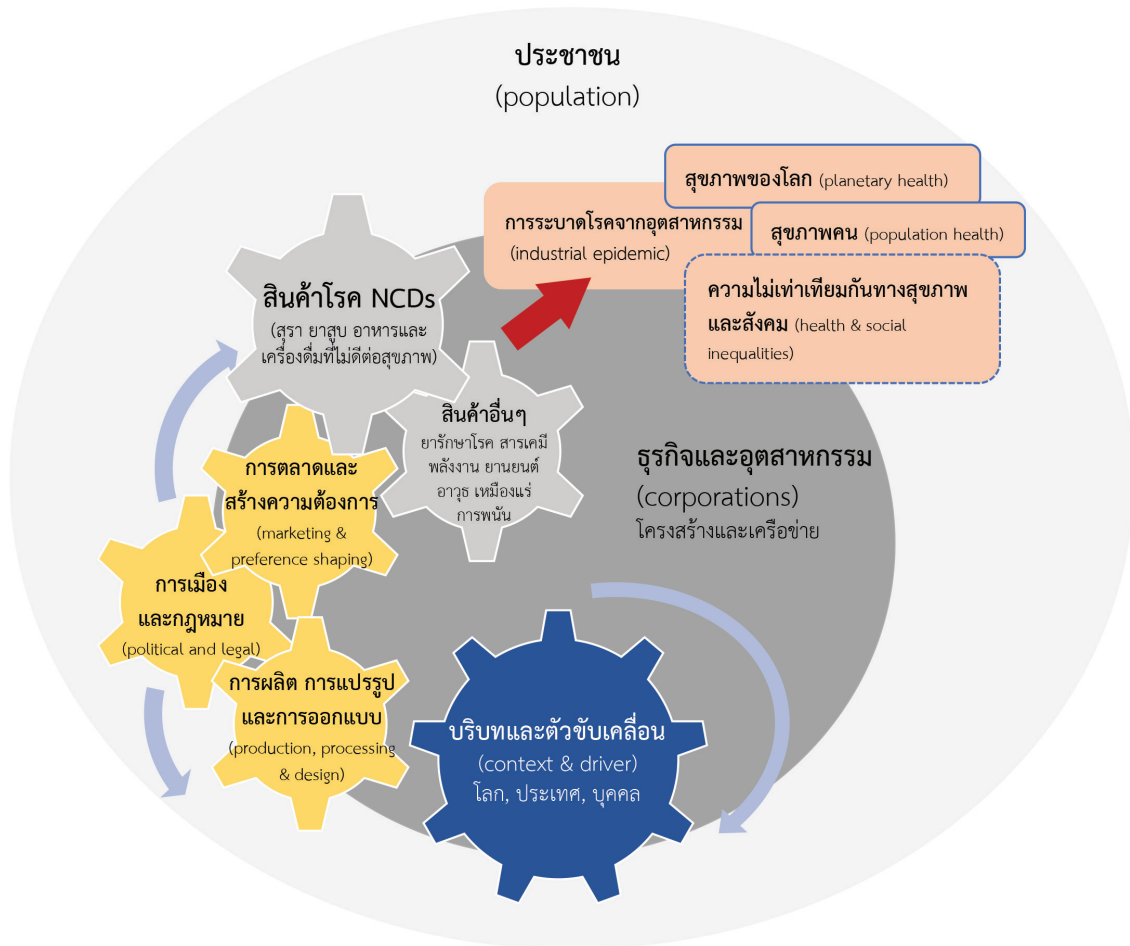 ประชาชน
(population)
สุขภาพของโลก (planetary health)
การระบาดโรคจากอุตสาหกรรม
(industrial epidemic)
สุขภาพคน (population health)
ความไม่เท่าเทียมกันทางสุขภาพ
และสังคม (health & social
inequalities)
สินค้าโรค NCDs
(สุรา ยาสูบ อาหารและ
เครื่องดื่มที่ไม่ดีต่อสุขภาพ)
สินค้าอื่นๆ
ยารักษาโรค สารเคมี
พลังงาน ยานยนต์
อาวุธ เหมืองแร่
การพนัน
ธุรกิจและอุตสาหกรรม
(corporations)
โครงสร้างและเครือข่าย
การตลาดและ
สร้างความต้องการ
(marketing &
preference shaping)
การเมือง
และกฎหมาย
(political and legal)
การผลิต การแปรรูป
และการออกแบบ
(production, processing
& design)
บริบทและตัวขับเคลื่อน
(context & driver)
โลก, ประเทศ, บุคคล